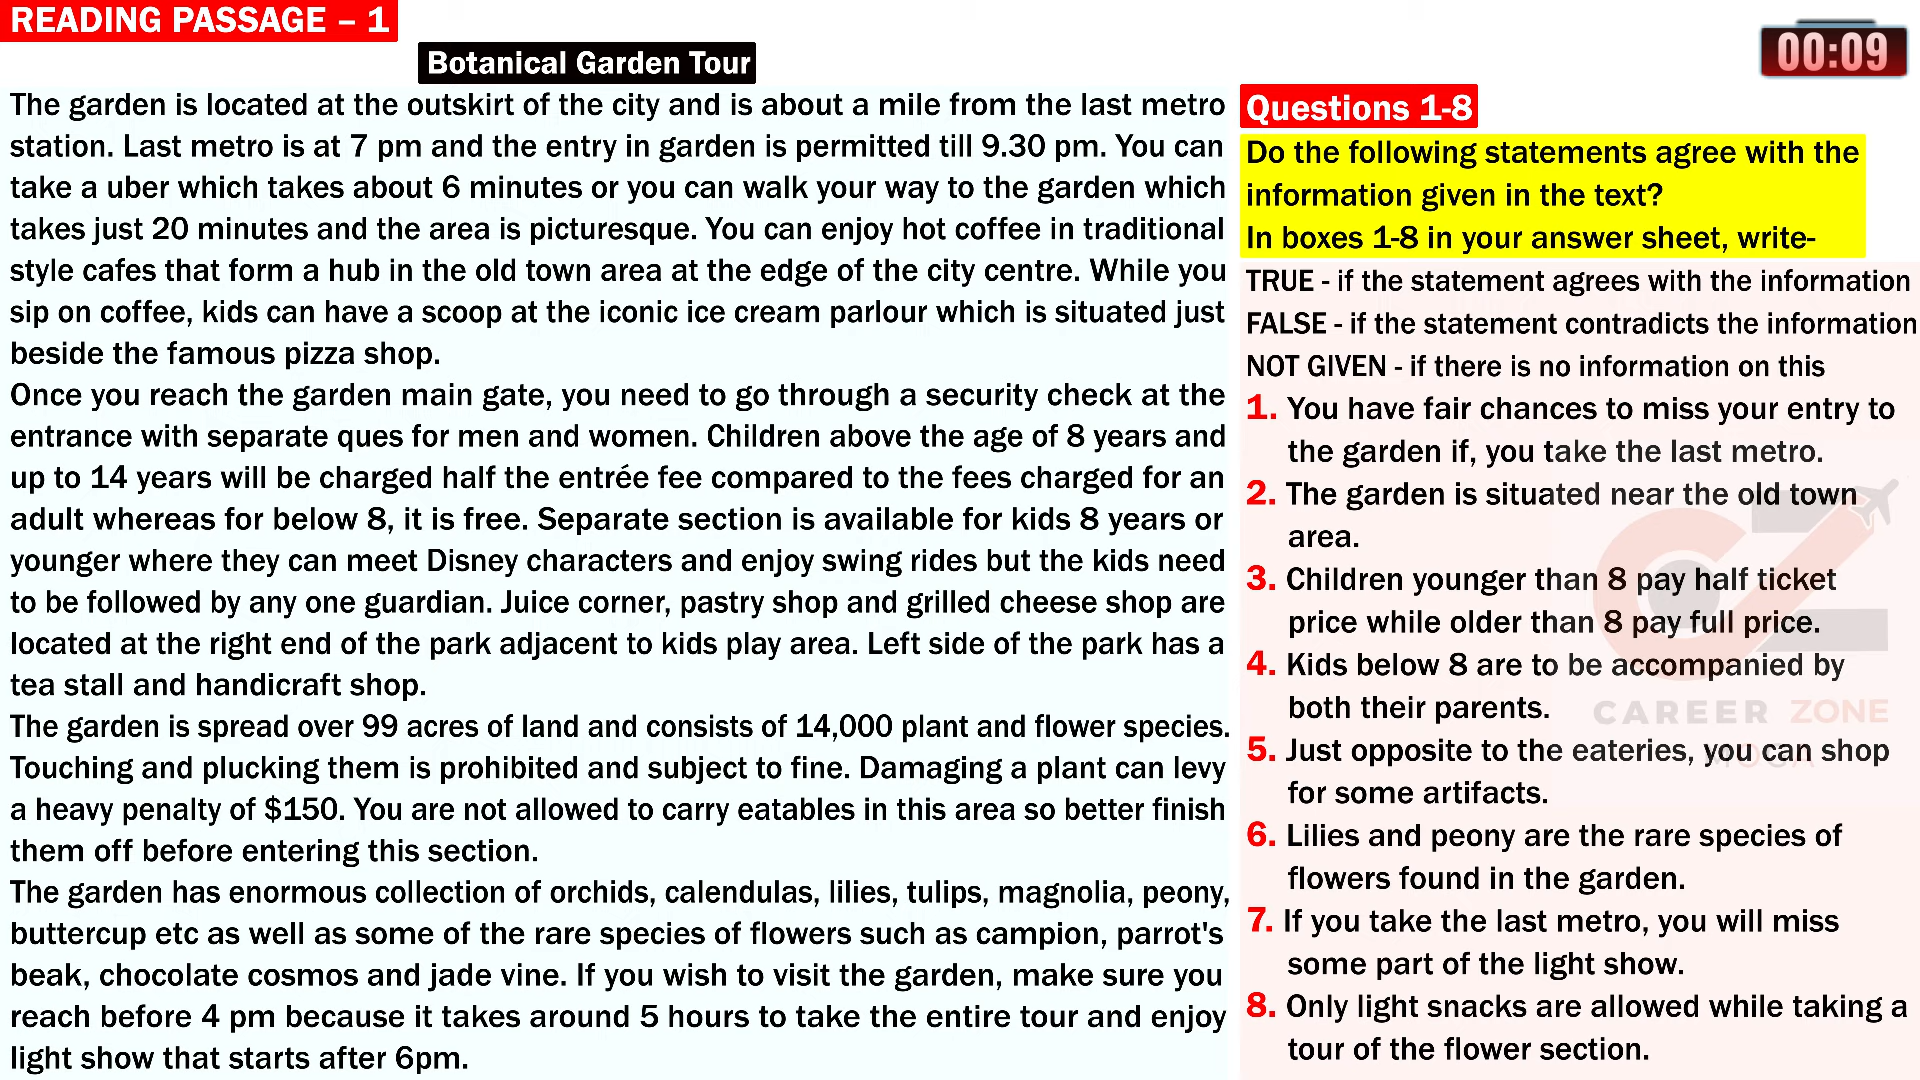 READING PASSAGE – 1
00:09
Botanical Garden Tour
The garden is located at the outskirt of the city and is about a mile from the last metro
station. Last metro is at 7 pm and the entry in garden is permitted till 9.30 pm. You can
take a uber which takes about 6 minutes or you can walk your way to the garden which
takes just 20 minutes and the area is picturesque. You can enjoy hot coffee in traditional
style cafes that form a hub in the old town area at the edge of the city centre. While you
sip on coffee, kids can have a scoop at the iconic ice cream parlour which is situated just
beside the famous pizza shop.
Once you reach the garden main gate, you need to go through a security check at the
entrance with separate ques for men and women. Children above the age of 8 years and
up to 14 years will be charged half the entrée fee compared to the fees charged for an
adult whereas for below 8, it is free. Separate section is available for kids 8 years or
younger where they can meet Disney characters and enjoy swing rides but the kids need
to be followed by any one guardian. Juice corner, pastry shop and grilled cheese shop are
located at the right end of the park adjacent to kids play area. Left side of the park has a
tea stall and handicraft shop.
The garden is spread over 99 acres of land and consists of 14,000 plant and flower species.
Touching and plucking them is prohibited and subject to fine. Damaging a plant can levy
a heavy penalty of $150. You are not allowed to carry eatables in this area so better finish
them off before entering this section.
The garden has enormous collection of orchids, calendulas, lilies, tulips, magnolia, peony,
buttercup etc as well as some of the rare species of flowers such as campion, parrot's
beak, chocolate cosmos and jade vine. If you wish to visit the garden, make sure you
reach before 4 pm because it takes around 5 hours to take the entire tour and enjoy
light show that starts after 6pm.
Questions 1-8
Do the following statements agree with the
information given in the text?
In boxes 1-8 in your answer sheet, write-
TRUE - if the statement agrees with the information
FALSE - if the statement contradicts the information
NOT GIVEN - if there is no information on this
1. You have fair chances to miss your entry to
the garden if, you take the last metro.
2. The garden is situated near the old town
area.
3. Children younger than 8 pay half ticket
price while older than 8 pay full price.
4. Kids below 8 are to be accompanied by
both their parents.
5. Just opposite to the eateries, you can shop
for some artifacts.
6. Lilies and peony are the rare species of
flowers found in the garden.
7. If you take the last metro, you will miss
some part of the light show.
8. Only light snacks are allowed while taking a
tour of the flower section.
CAREER ZONE
MOGA